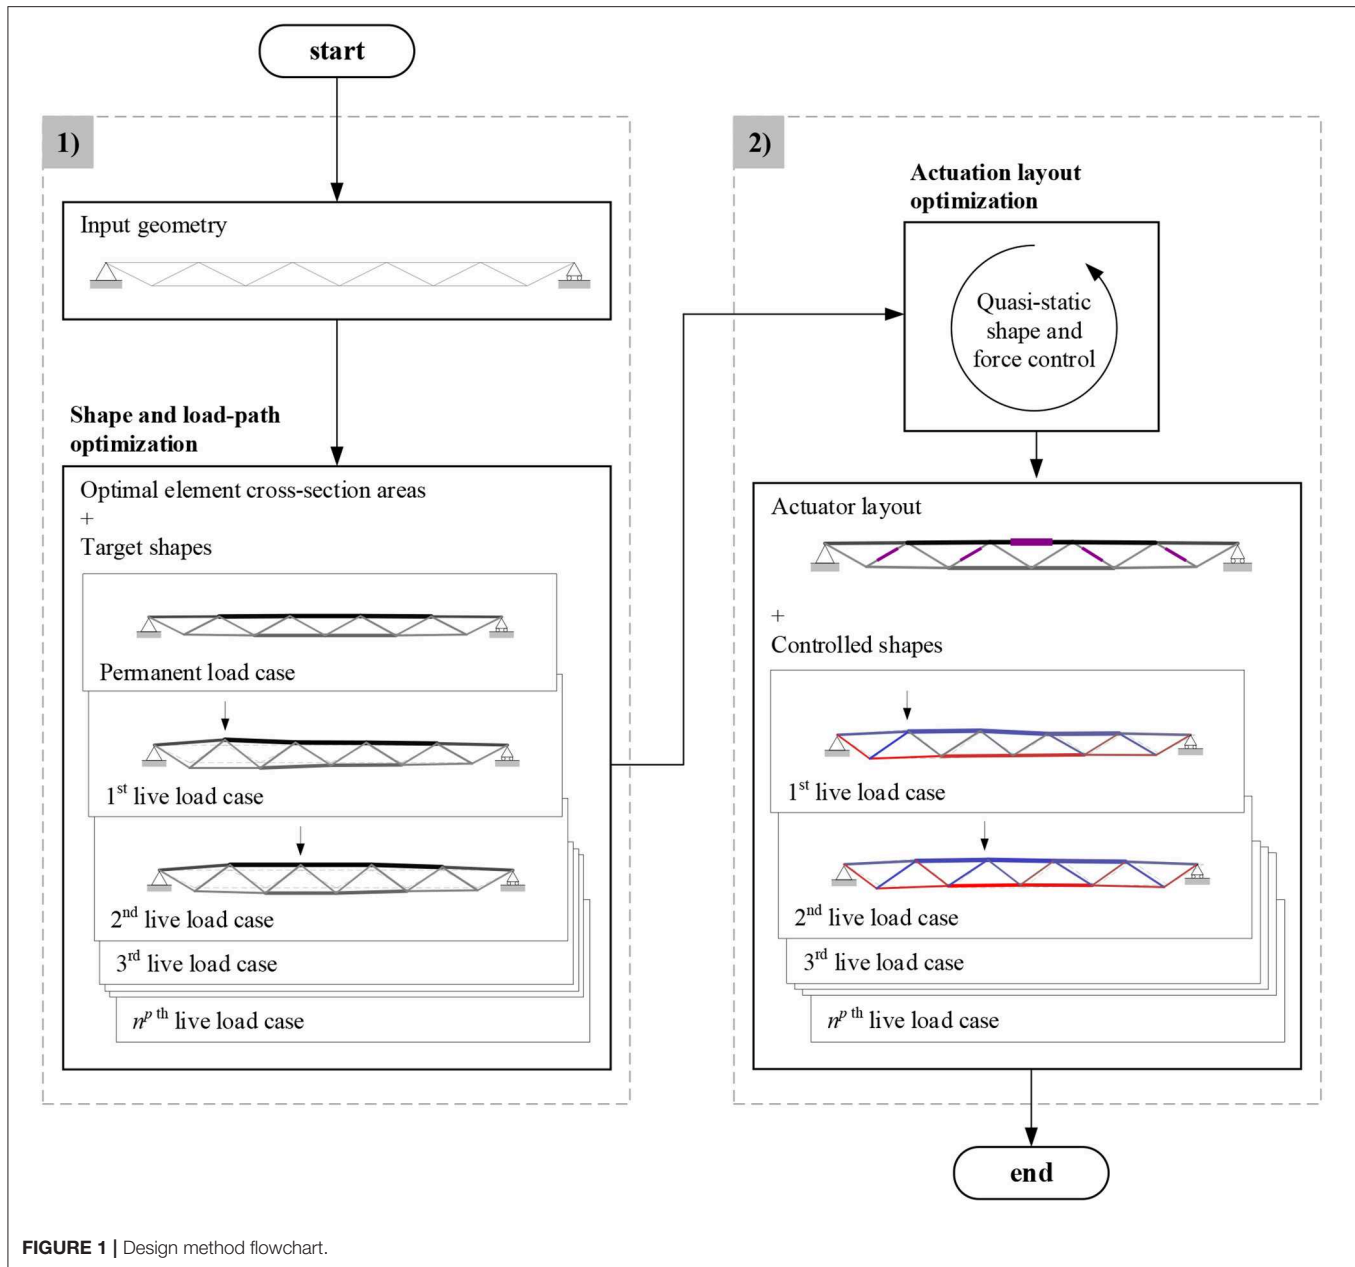 start
1)
Input geometry
Shape and load-path
optimization
Optimal element cross-section areas
+
Target shapes
Permanent load case
1st live load case
2nd live load case
3rd live load case
n^p th live load case
2)
Actuation layout
optimization
Quasi-static
shape and
force control
Actuator layout
+
Controlled shapes
1st live load case
2nd live load case
3rd live load case
n^p th live load case
end
FIGURE 1 | Design method flowchart.